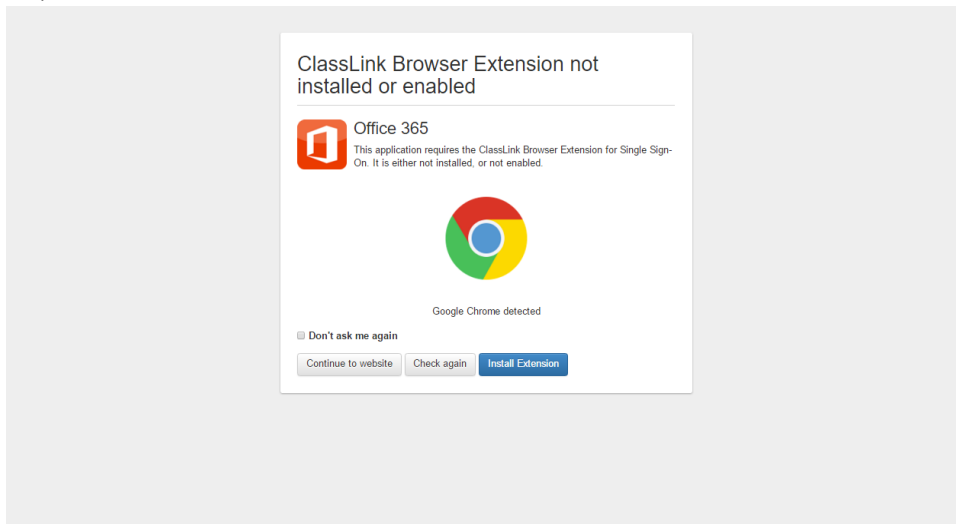 ClassLink Browser Extension not
installed or enabled
Office 365
This application requires the ClassLink Browser Extension for Single Sign-
On. It is either not installed, or not enabled.
Google Chrome detected
Don't ask me again
Continue to website
Check again
Install Extension